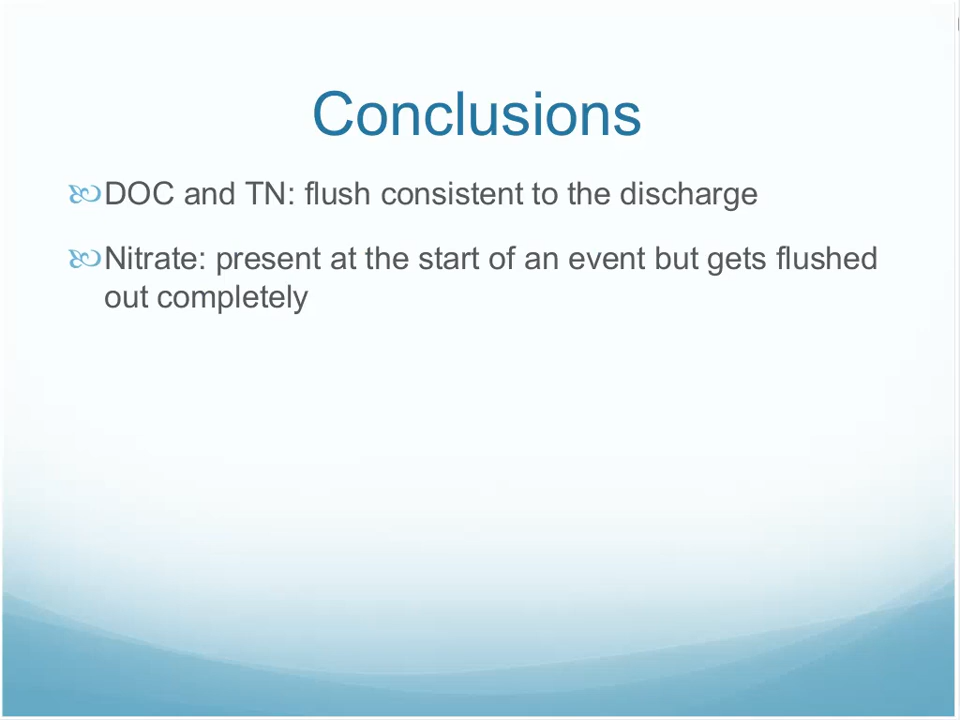 Conclusions
DOC and TN: flush consistent to the discharge
Nitrate: present at the start of an event but gets flushed
out completely